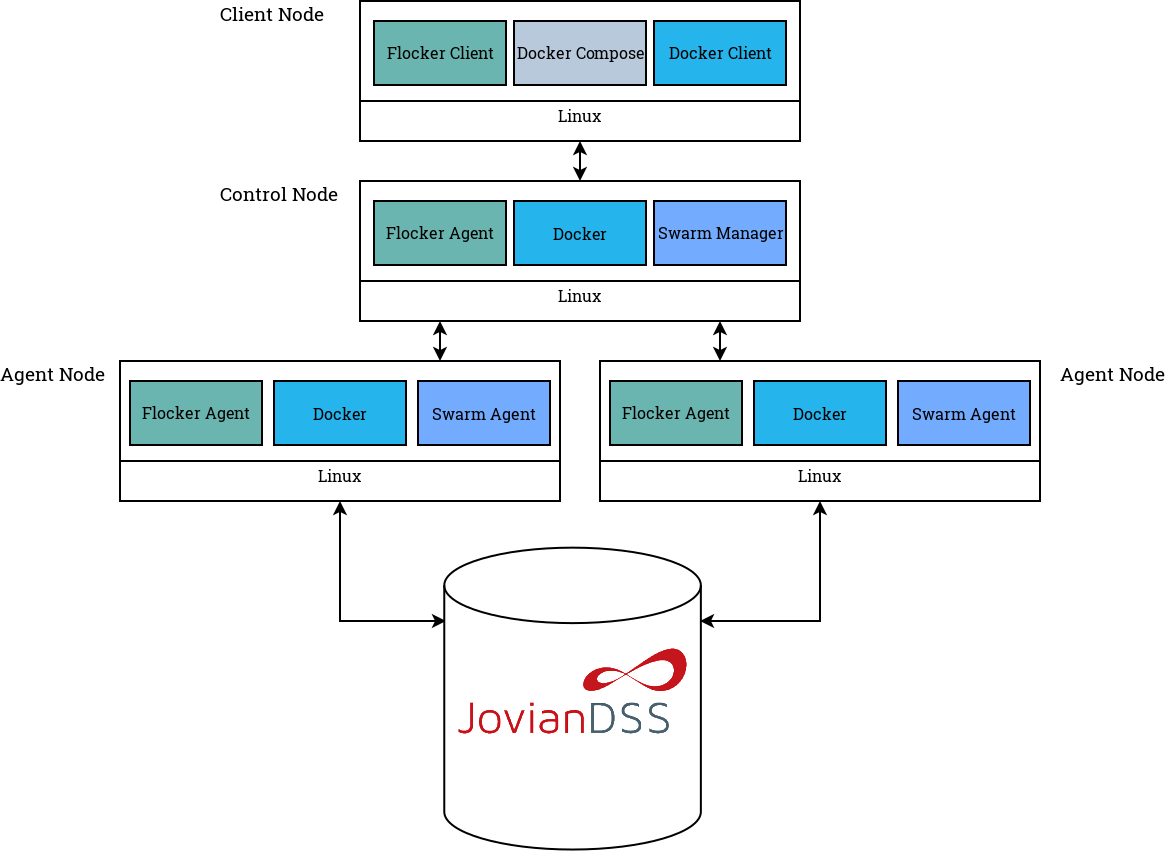 Client Node
Flocker Client
Docker Compose
Docker Client
Linux
Control Node
Flocker Agent
Docker
Swarm Manager
Linux
Agent Node
Flocker Agent
Docker
Swarm Agent
Linux
Agent Node
Flocker Agent
Docker
Swarm Agent
Linux
JovianDSS